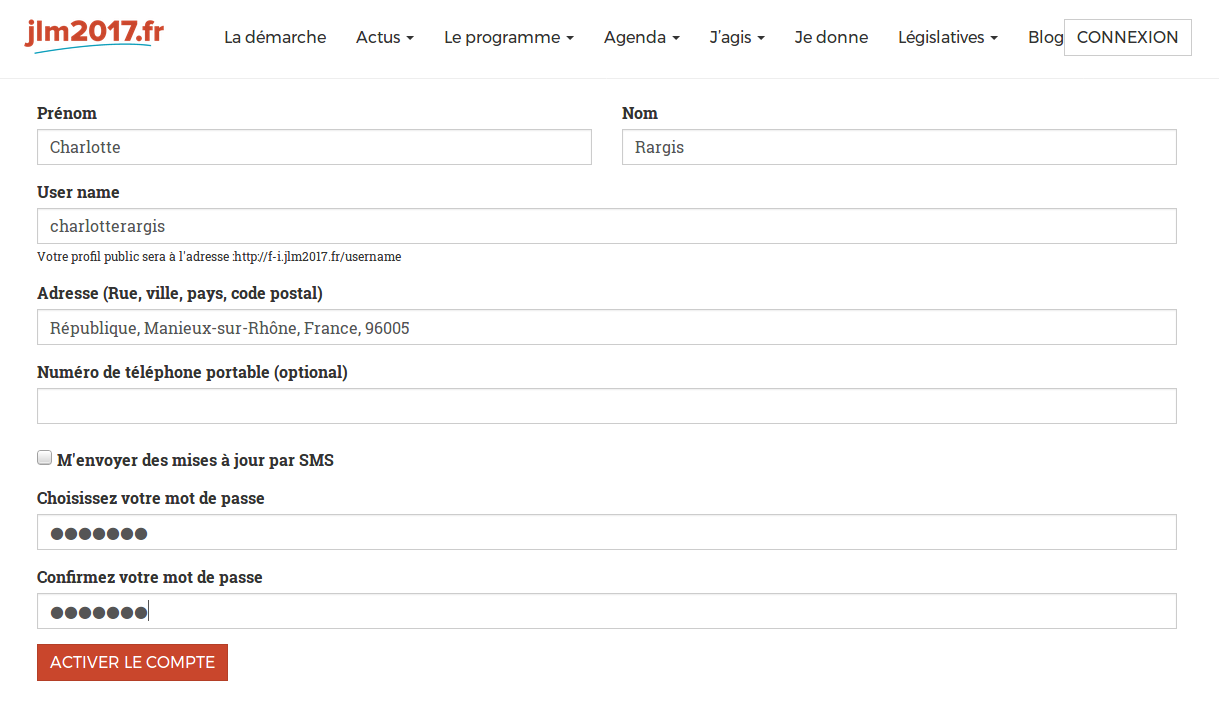 jlm2017.fr La démarche Actus Le programme Agenda J'agis Je donne Législatives Blog CONNEXION
Prénom Nom
Charlotte Rargis
User name
charlotterargis
Votre profil public sera à l'adresse :http://f-i.jlm2017.fr/username
Adresse (Rue, ville, pays, code postal)
République, Manieux-sur-Rhône, France, 96005
Numéro de téléphone portable (optional)
M'envoyer des mises à jour par SMS
Choisissez votre mot de passe
●●●●●●●
Confirmez votre mot de passe
●●●●●●●
ACTIVER LE COMPTE